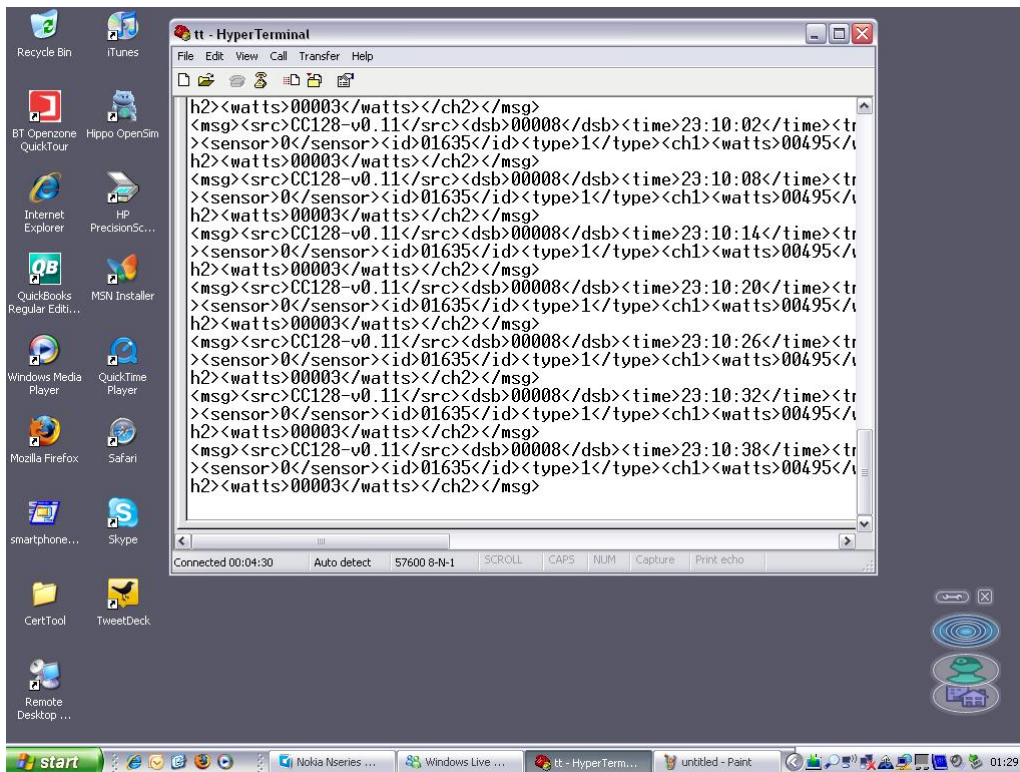 Recycle Bin
iTunes
BT Openzone QuickTour
Hippo OpenSim
Internet Explorer
HP PrecisionSc...
QB
QuickBooks Regular Editi...
MSN Installer
Windows Media Player
QuickTime Player
Mozilla Firefox
Safari
smartphone...
Skype
CertTool
TweetDeck
Remote Desktop ...
tt - HyperTerminal
File Edit View Call Transfer Help
h2><watts>00003</watts></ch2></msg>
<msg><src>CC128-v0.11</src><dsb>00008</dsb><time>23:10:02</time><tm
><sensor>0</sensor><id>01635</id><type>1</type><ch1><watts>00495</w
h2><watts>00003</watts></ch2></msg>
<msg><src>CC128-v0.11</src><dsb>00008</dsb><time>23:10:08</time><tm
><sensor>0</sensor><id>01635</id><type>1</type><ch1><watts>00495</w
h2><watts>00003</watts></ch2></msg>
<msg><src>CC128-v0.11</src><dsb>00008</dsb><time>23:10:14</time><tm
><sensor>0</sensor><id>01635</id><type>1</type><ch1><watts>00495</w
h2><watts>00003</watts></ch2></msg>
<msg><src>CC128-v0.11</src><dsb>00008</dsb><time>23:10:20</time><tm
><sensor>0</sensor><id>01635</id><type>1</type><ch1><watts>00495</w
h2><watts>00003</watts></ch2></msg>
<msg><src>CC128-v0.11</src><dsb>00008</dsb><time>23:10:26</time><tm
><sensor>0</sensor><id>01635</id><type>1</type><ch1><watts>00495</w
h2><watts>00003</watts></ch2></msg>
<msg><src>CC128-v0.11</src><dsb>00008</dsb><time>23:10:32</time><tm
><sensor>0</sensor><id>01635</id><type>1</type><ch1><watts>00495</w
h2><watts>00003</watts></ch2></msg>
<msg><src>CC128-v0.11</src><dsb>00008</dsb><time>23:10:38</time><tm
><sensor>0</sensor><id>01635</id><type>1</type><ch1><watts>00495</w
h2><watts>00003</watts></ch2></msg>
Connected 00:04:30 Auto detect 57600 8-N-1 SCROLL CAPS NUM Capture Print echo
start Nokia Nseries ... Windows Live ... tt - HyperTerm... untitled - Paint 01:29